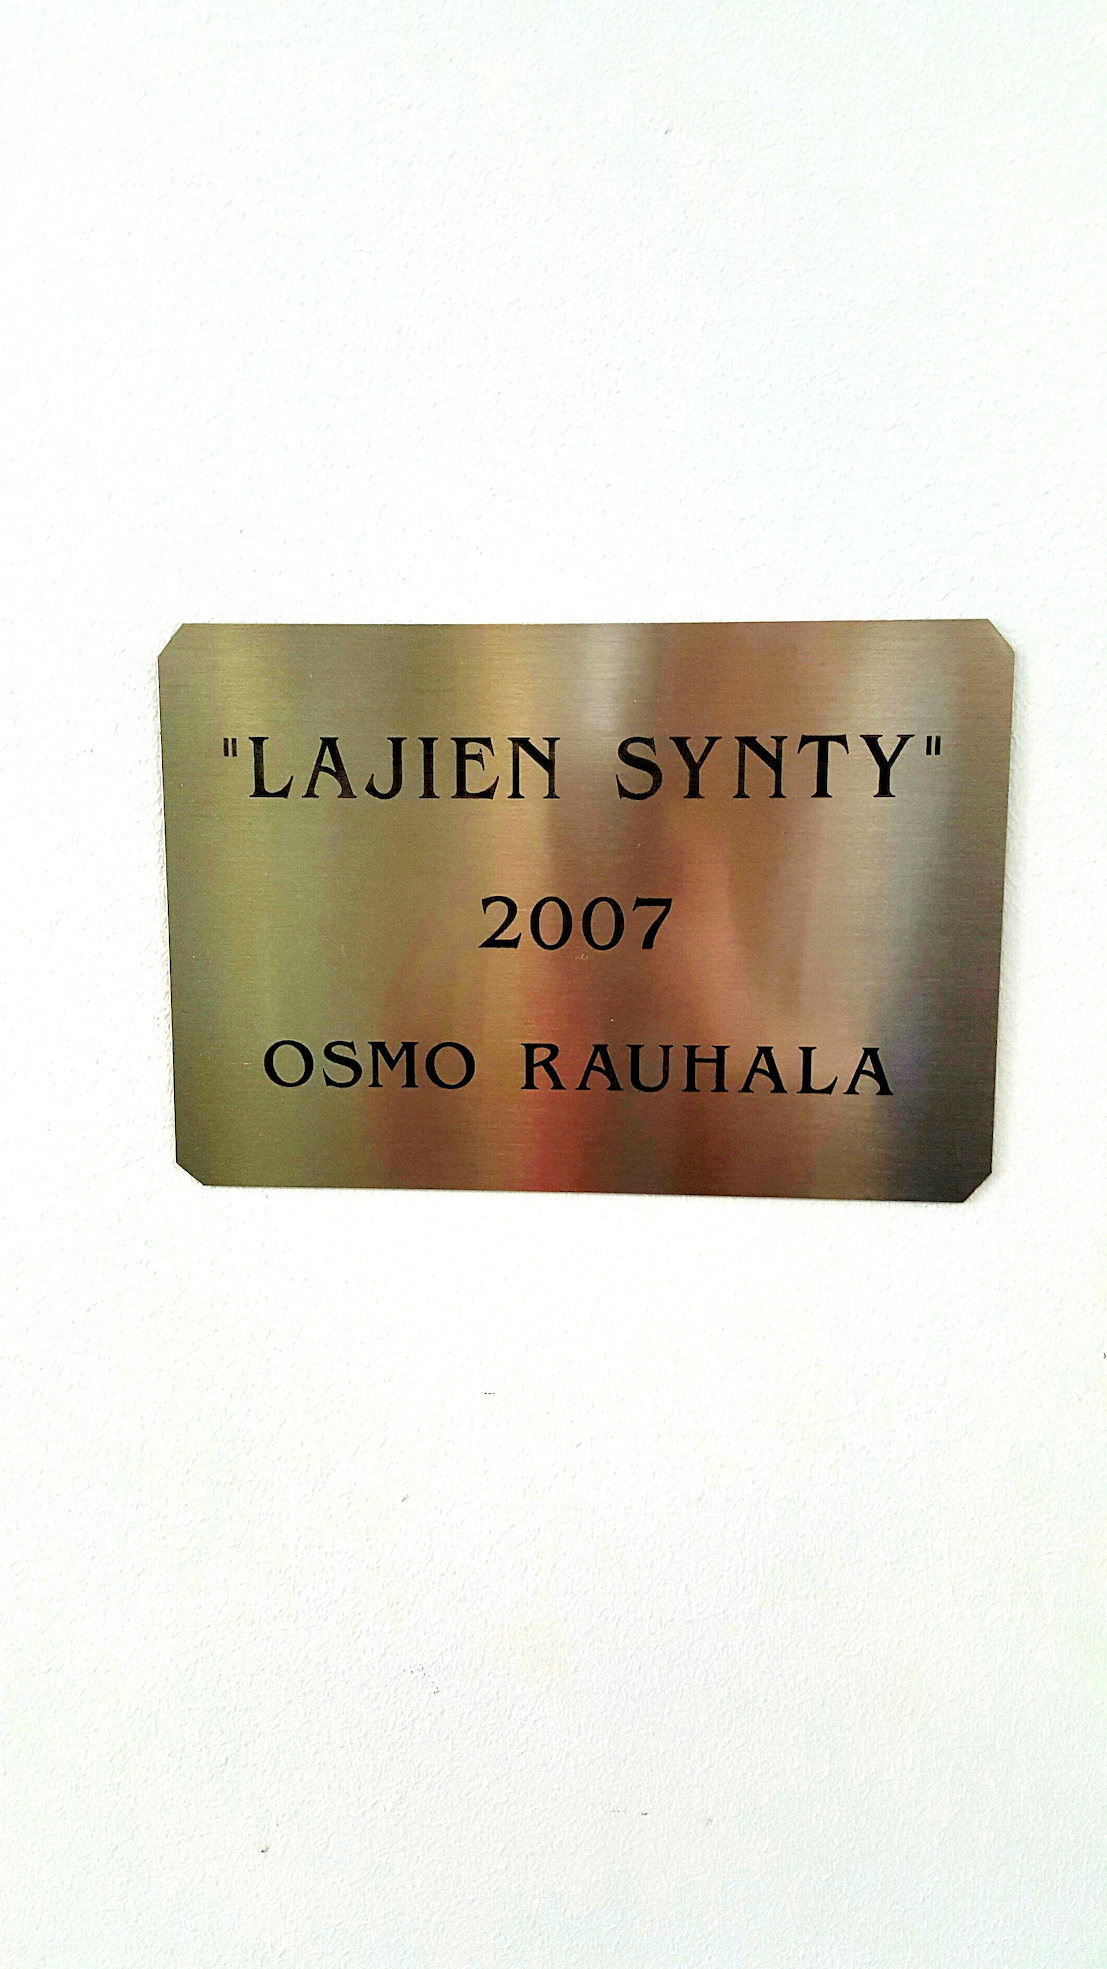 "LAJIEN SYNTY"
2007
OSMO RAUHALA